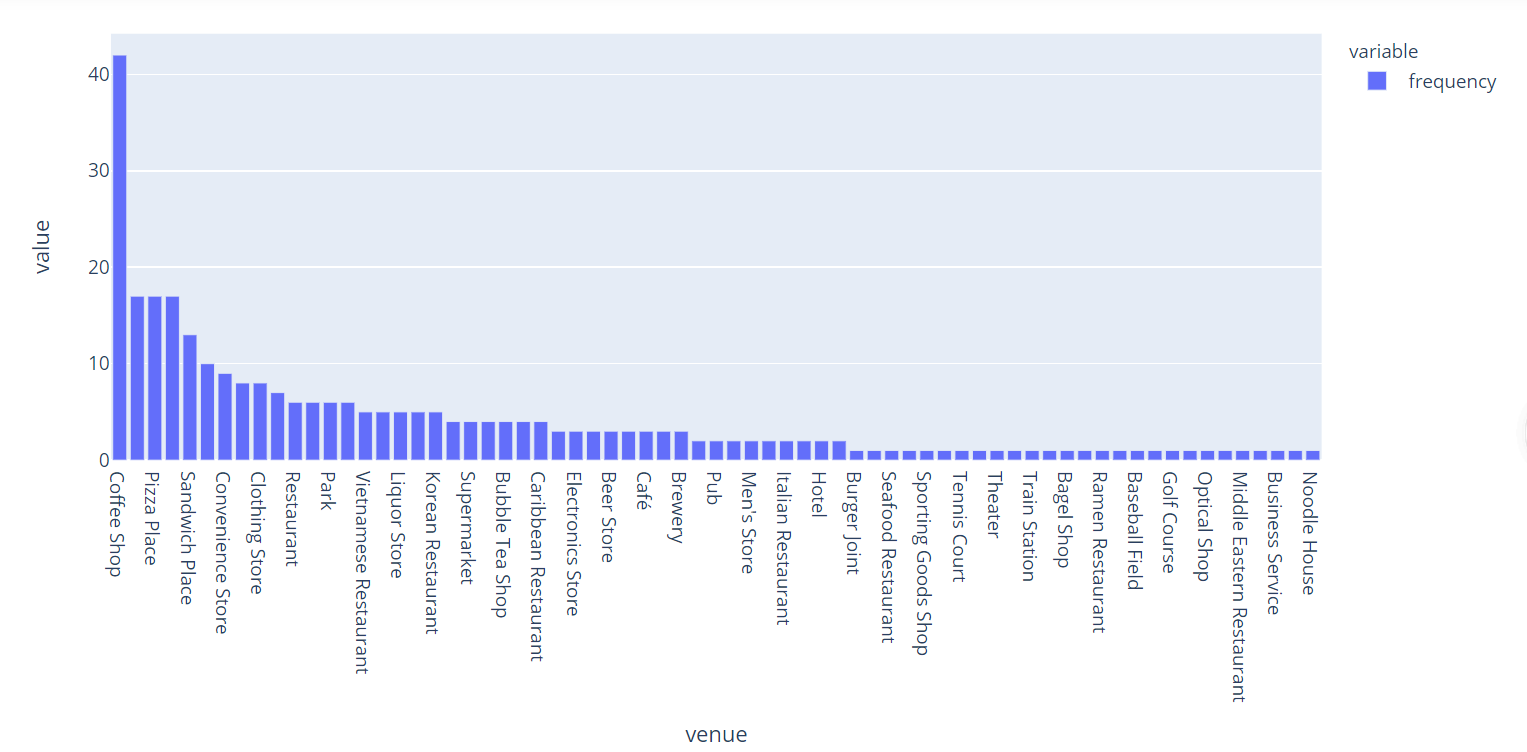 variable
frequency
value
40
30
20
10
0
Coffee Shop
Pizza Place
Sandwich Place
Convenience Store
Clothing Store
Restaurant
Park
Vietnamese Restaurant
Liquor Store
Korean Restaurant
Supermarket
Bubble Tea Shop
Caribbean Restaurant
Electronics Store
Beer Store
Café
Brewery
Pub
Men's Store
Italian Restaurant
Hotel
Burger Joint
Seafood Restaurant
Sporting Goods Shop
Tennis Court
Theater
Train Station
Bagel Shop
Ramen Restaurant
Baseball Field
Golf Course
Optical Shop
Middle Eastern Restaurant
Business Service
Noodle House
venue